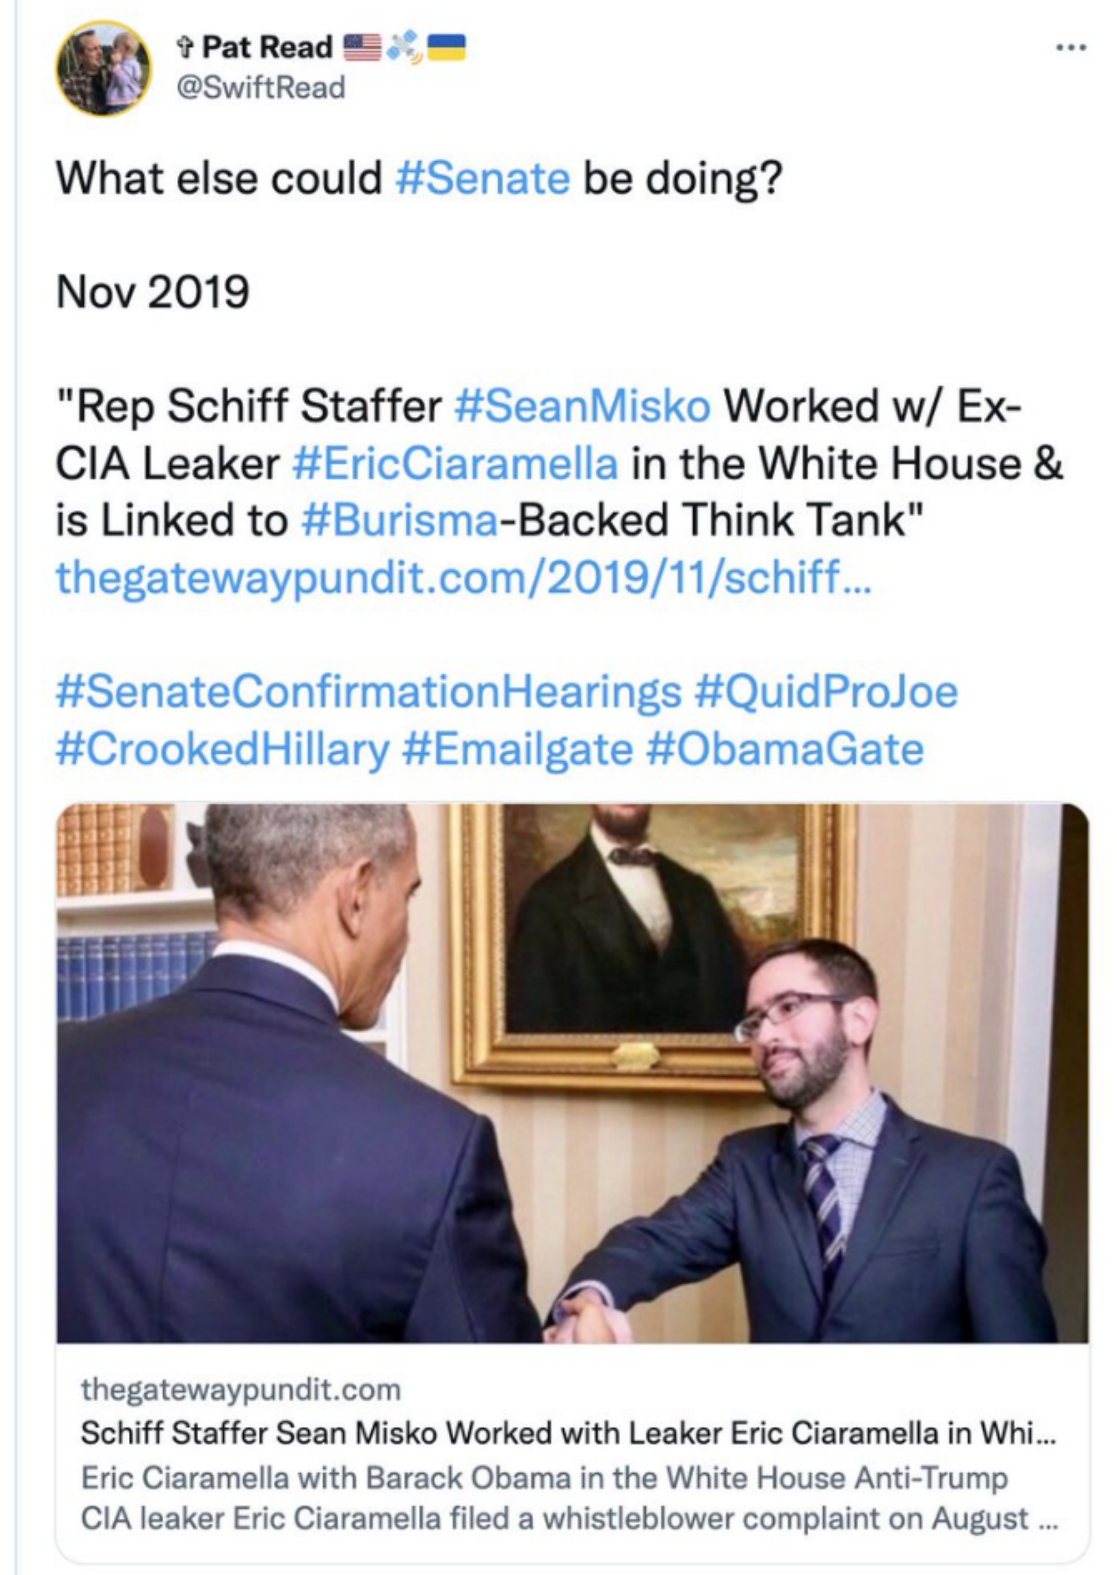 ✞ Pat Read 🇺🇸🛰️🇺🇦
@SwiftRead
What else could #Senate be doing?
Nov 2019
"Rep Schiff Staffer #SeanMisko Worked w/ Ex-
CIA Leaker #EricCiaramella in the White House &
is Linked to #Burisma-Backed Think Tank"
thegatewaypundit.com/2019/11/schiff...
#SenateConfirmationHearings #QuidProJoe
#CrookedHillary #Emailgate #ObamaGate
thegatewaypundit.com
Schiff Staffer Sean Misko Worked with Leaker Eric Ciaramella in Whi...
Eric Ciaramella with Barack Obama in the White House Anti-Trump
CIA leaker Eric Ciaramella filed a whistleblower complaint on August ...